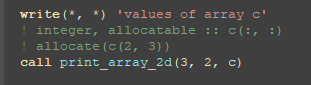 write(*, *) 'values of array c'
! integer, allocatable :: c(:, :)
! allocate(c(2, 3))
call print_array_2d(3, 2, c)